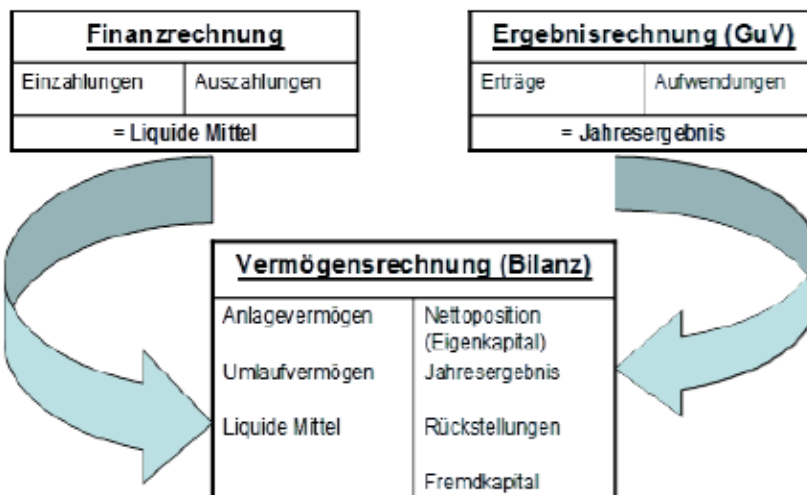 Finanzrechnung
Einzahlungen Auszahlungen
= Liquide Mittel
Ergebnisrechnung (GuV)
Erträge Aufwendungen
= Jahresergebnis
Vermögensrechnung (Bilanz)
Anlagevermögen Nettoposition
(Eigenkapital)
Umlaufvermögen Jahresergebnis
Liquide Mittel Rückstellungen
Fremdkapital